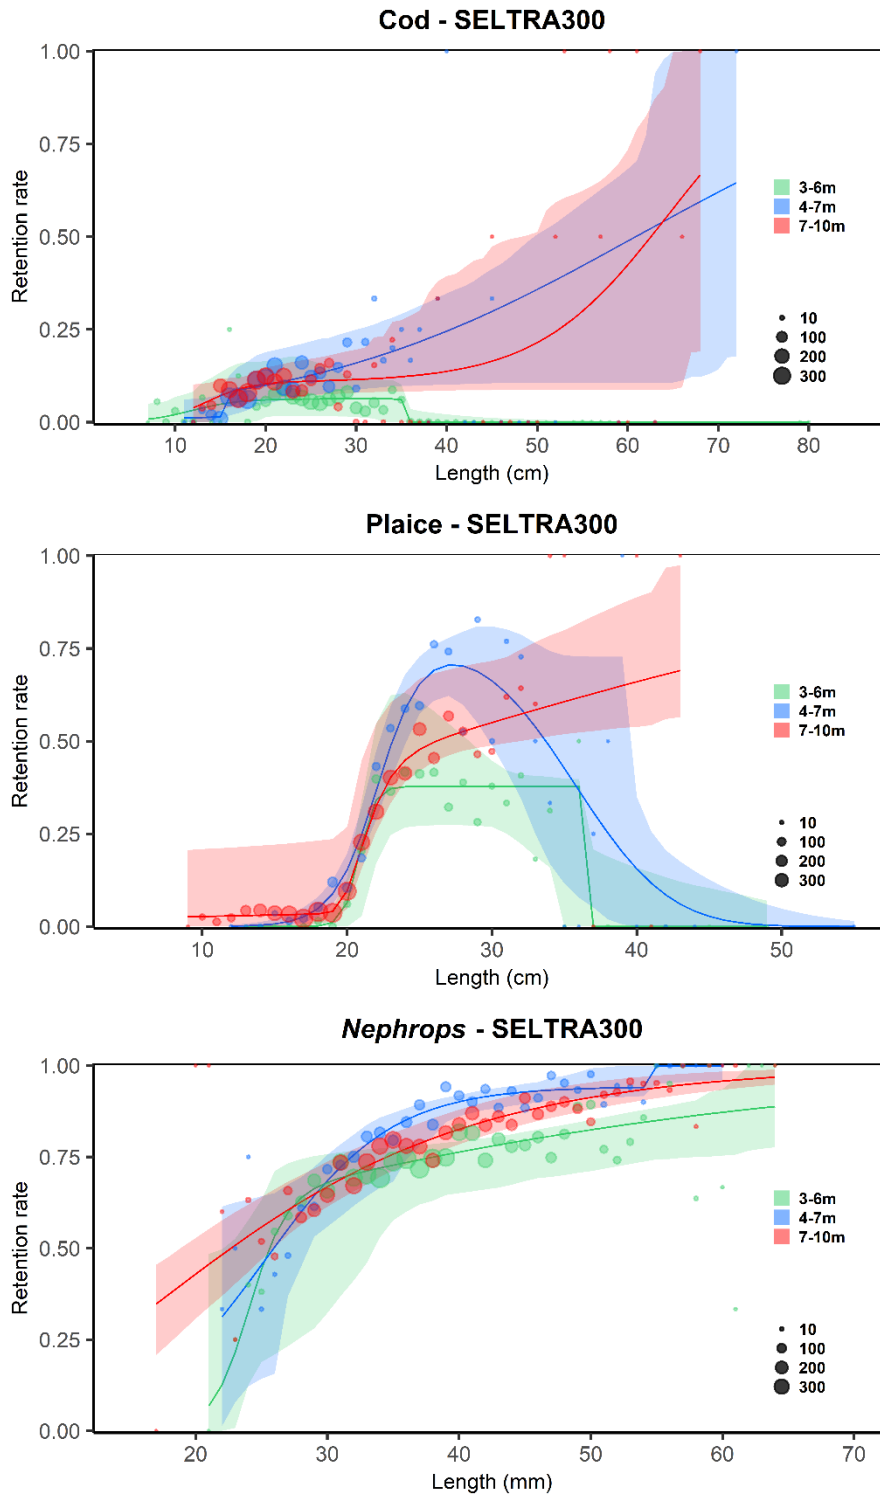 Cod - SELTRA300
1.00
0.75
0.50
0.25
0.00
Retention rate
10 20 30 40 50 60 70 80
Length (cm)
3-6m
4-7m
7-10m
10
100
200
300
Plaice - SELTRA300
1.00
0.75
0.50
0.25
0.00
Retention rate
10 20 30 40 50
Length (cm)
3-6m
4-7m
7-10m
10
100
200
300
Nephrops - SELTRA300
1.00
0.75
0.50
0.25
0.00
Retention rate
20 30 40 50 60 70
Length (mm)
3-6m
4-7m
7-10m
10
100
200
300